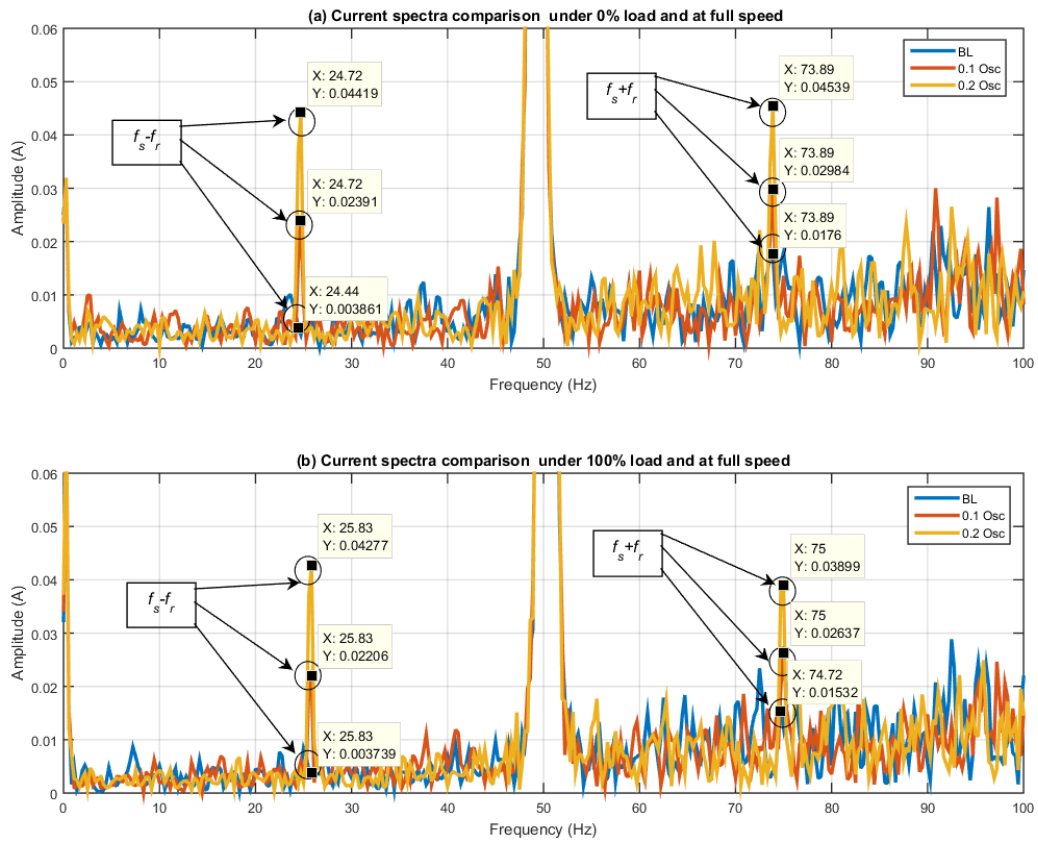 (a) Current spectra comparison under 0% load and at full speed
0.06
0.05
0.04
0.03
0.02
0.01
0
Amplitude (A)
X: 24.72
Y: 0.04419
X: 24.72
Y: 0.02391
X: 24.44
Y: 0.003861
fs-fr
X: 73.89
Y: 0.04539
X: 73.89
Y: 0.02984
X: 73.89
Y: 0.0176
fs+fr
BL
0.1 Osc
0.2 Osc
0 10 20 30 40 50 60 70 80 90 100
Frequency (Hz)
(b) Current spectra comparison under 100% load and at full speed
0.06
0.05
0.04
0.03
0.02
0.01
0
Amplitude (A)
X: 25.83
Y: 0.04277
X: 25.83
Y: 0.02206
X: 25.83
Y: 0.003739
fs-fr
X: 75
Y: 0.03899
X: 75
Y: 0.02637
X: 74.72
Y: 0.01532
fs+fr
BL
0.1 Osc
0.2 Osc
0 10 20 30 40 50 60 70 80 90 100
Frequency (Hz)